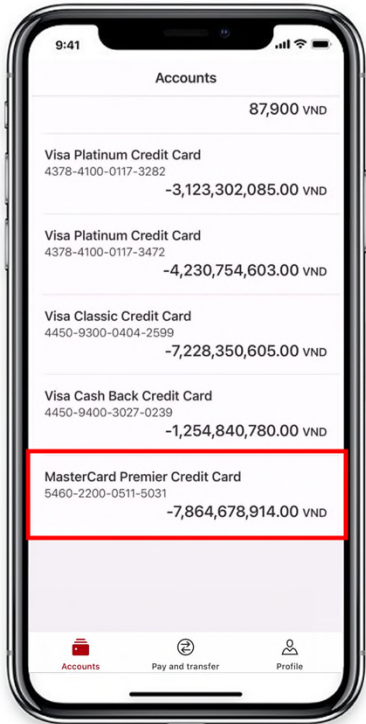 9:41
Accounts
87,900 VND
Visa Platinum Credit Card
4378-4100-0117-3282
-3,123,302,085.00 VND
Visa Platinum Credit Card
4378-4100-0117-3472
-4,230,754,603.00 VND
Visa Classic Credit Card
4450-9300-0404-2599
-7,228,350,605.00 VND
Visa Cash Back Credit Card
4450-9400-3027-0239
-1,254,840,780.00 VND
MasterCard Premier Credit Card
5460-2200-0511-5031
-7,864,678,914.00 VND
Accounts Pay and transfer Profile